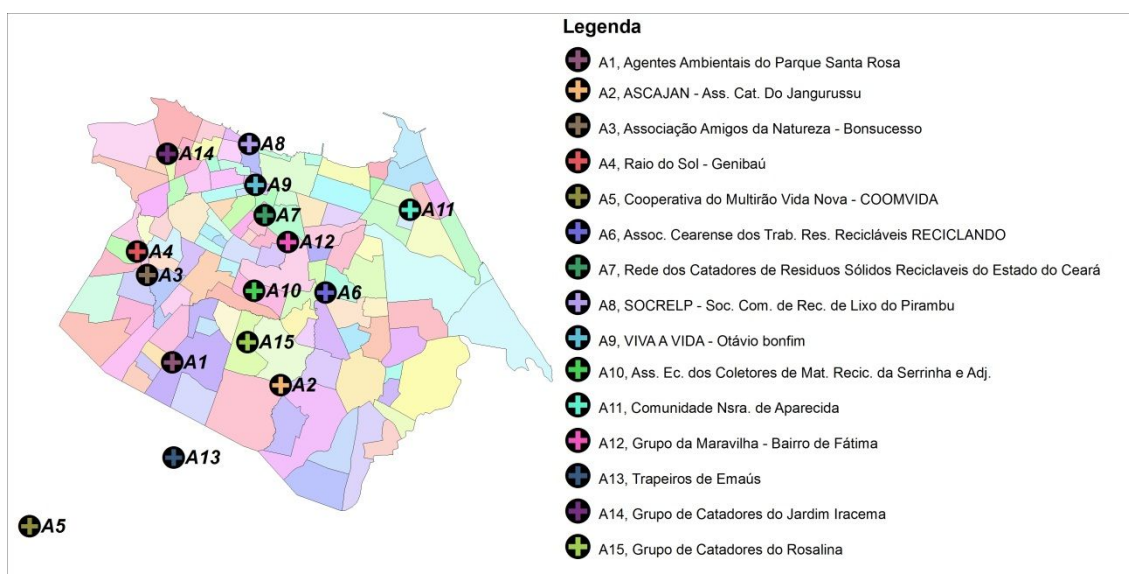 Legenda
A1, Agentes Ambientais do Parque Santa Rosa
A2, ASCAJAN - Ass. Cat. Do Jangurussu
A3, Associação Amigos da Natureza - Bonsucesso
A4, Raio do Sol - Genibaú
A5, Cooperativa do Multirão Vida Nova - COOMVIDA
A6, Assoc. Cearense dos Trab. Res. Recicláveis RECICLANDO
A7, Rede dos Catadores de Residuos Sólidos Reciclaveis do Estado do Ceará
A8, SOCRELP - Soc. Com. de Rec. de Lixo do Pirambu
A9, VIVA A VIDA - Otávio bonfim
A10, Ass. Ec. dos Coletores de Mat. Recic. da Serrinha e Adj.
A11, Comunidade Nsra. de Aparecida
A12, Grupo da Maravilha - Bairro de Fátima
A13, Trapeiros de Emaús
A14, Grupo de Catadores do Jardim Iracema
A15, Grupo de Catadores do Rosalina
A8
A14
A9
A11
A7
A12
A4
A3
A10
A6
A15
A1
A2
A13
A5